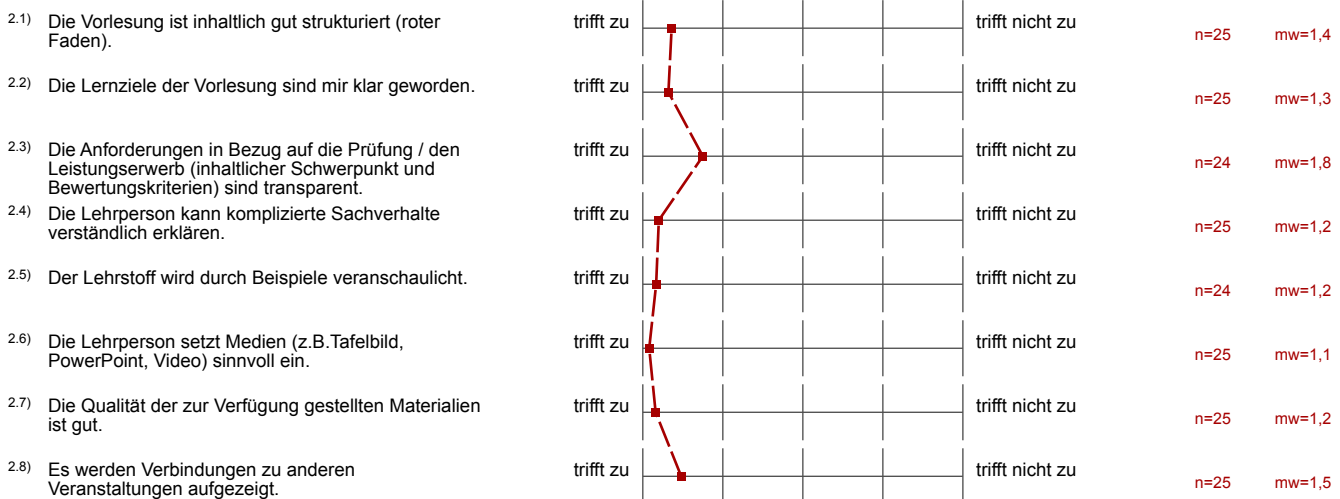 2.1) Die Vorlesung ist inhaltlich gut strukturiert (roter
Faden).
trifft zu
trifft nicht zu
n=25 mw=1,4
2.2) Die Lernziele der Vorlesung sind mir klar geworden.
trifft zu
trifft nicht zu
n=25 mw=1,3
2.3) Die Anforderungen in Bezug auf die Prüfung / den
Leistungserwerb (inhaltlicher Schwerpunkt und
Bewertungskriterien) sind transparent.
trifft zu
trifft nicht zu
n=24 mw=1,8
2.4) Die Lehrperson kann komplizierte Sachverhalte
verständlich erklären.
trifft zu
trifft nicht zu
n=25 mw=1,2
2.5) Der Lehrstoff wird durch Beispiele veranschaulicht.
trifft zu
trifft nicht zu
n=24 mw=1,2
2.6) Die Lehrperson setzt Medien (z.B.Tafelbild,
PowerPoint, Video) sinnvoll ein.
trifft zu
trifft nicht zu
n=25 mw=1,1
2.7) Die Qualität der zur Verfügung gestellten Materialien
ist gut.
trifft zu
trifft nicht zu
n=25 mw=1,2
2.8) Es werden Verbindungen zu anderen
Veranstaltungen aufgezeigt.
trifft zu
trifft nicht zu
n=25 mw=1,5